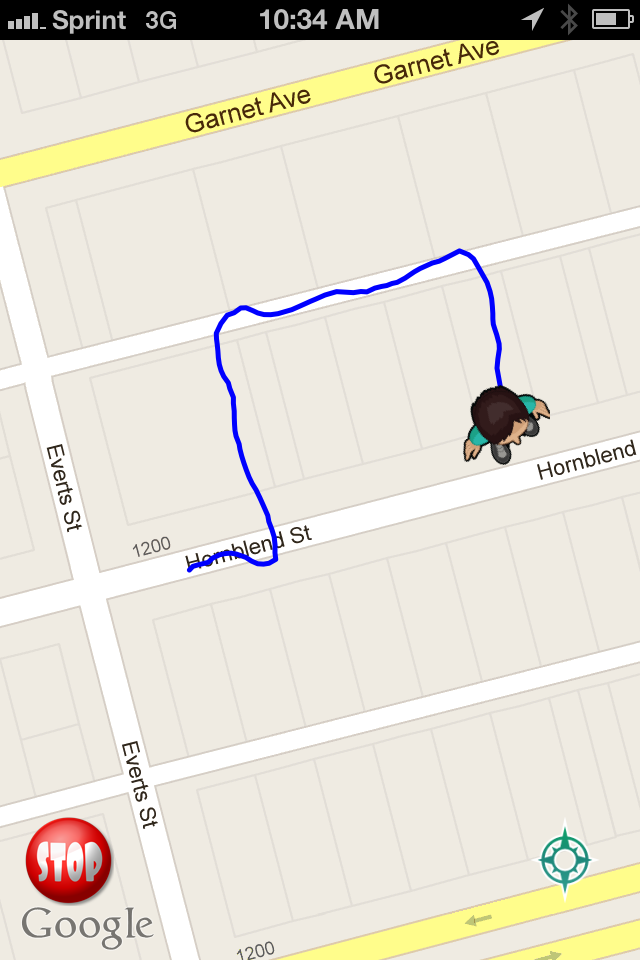 Sprint 3G 10:34 AM
Garnet Ave
Garnet Ave
Everts St
Hornblend
1200
Hornblend St
Everts St
STOP
Google
1200